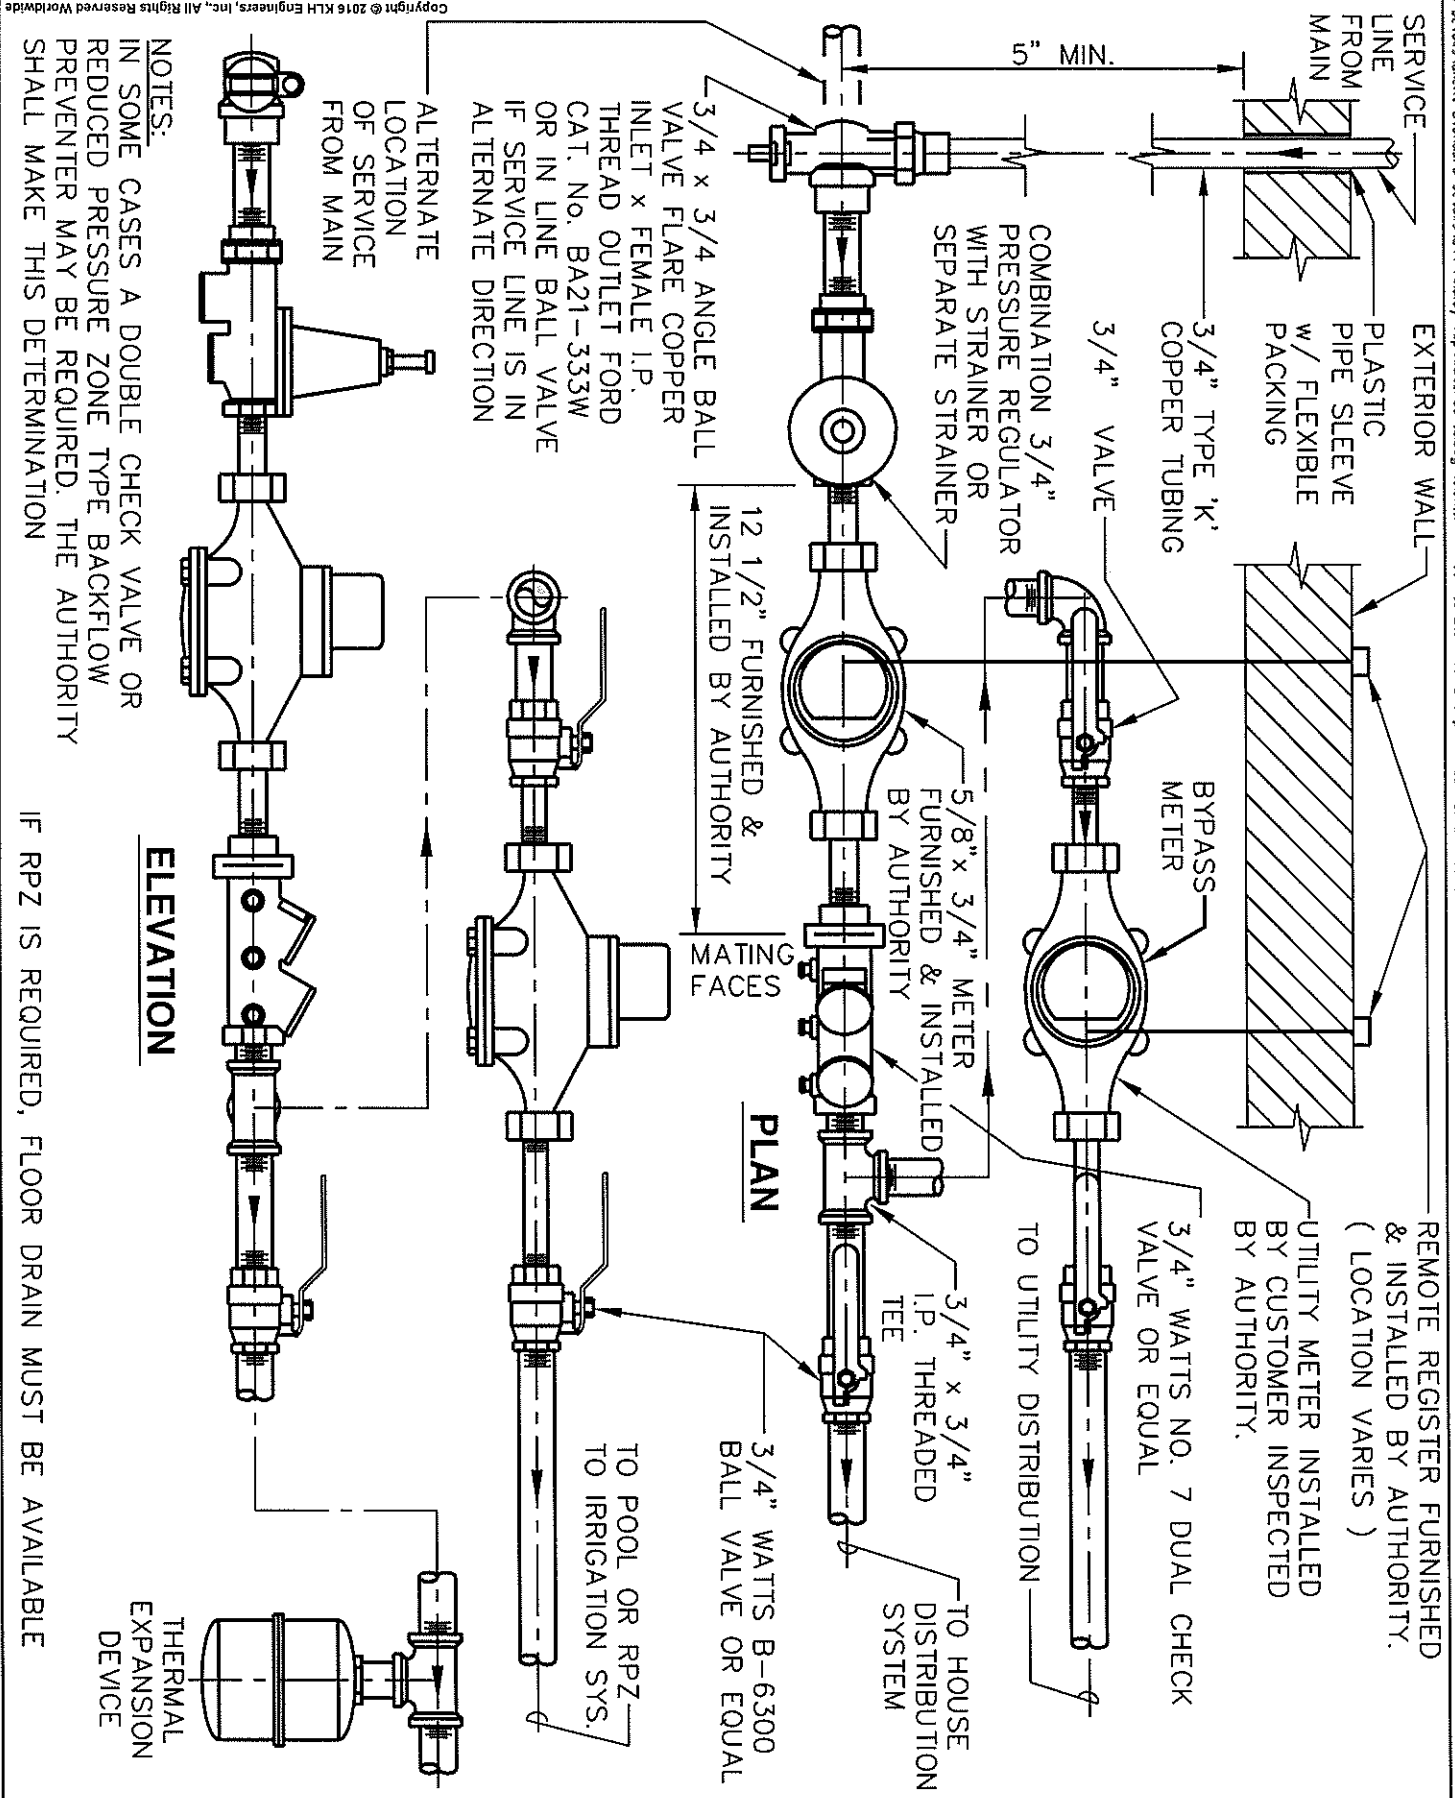 SERVICE
LINE
FROM
MAIN
5" MIN.
EXTERIOR WALL
PLASTIC
PIPE SLEEVE
W/ FLEXIBLE
PACKING
3/4" TYPE 'K'
COPPER TUBING
3/4" VALVE
COMBINATION 3/4"
PRESSURE REGULATOR
WITH STRAINER OR
SEPARATE STRAINER
3/4 x 3/4 ANGLE BALL
VALVE FLARE COPPER
INLET x FEMALE I.P.
THREAD OUTLET FORD
CAT. No. BA21-333W
OR IN LINE BALL VALVE
IF SERVICE LINE IS IN
ALTERNATE DIRECTION
ALTERNATE
LOCATION
OF SERVICE
FROM MAIN
REMOTE REGISTER FURNISHED
& INSTALLED BY AUTHORITY.
( LOCATION VARIES )
BYPASS
METER
UTILITY METER INSTALLED
BY CUSTOMER INSPECTED
BY AUTHORITY.
3/4" WATTS NO. 7 DUAL CHECK
VALVE OR EQUAL
TO UTILITY DISTRIBUTION
5/8"x 3/4" METER
FURNISHED & INSTALLED
BY AUTHORITY
12 1/2" FURNISHED &
INSTALLED BY AUTHORITY
MATING
FACES
PLAN
3/4" x 3/4"
I.P. THREADED
TEE
TO HOUSE
DISTRIBUTION
SYSTEM
3/4" WATTS B-6300
BALL VALVE OR EQUAL
TO POOL OR RPZ
TO IRRIGATION SYS.
THERMAL
EXPANSION
DEVICE
ELEVATION
NOTES:
IN SOME CASES A DOUBLE CHECK VALVE OR
REDUCED PRESSURE ZONE TYPE BACKFLOW
PREVENTER MAY BE REQUIRED. THE AUTHORITY
SHALL MAKE THIS DETERMINATION
IF RPZ IS REQUIRED, FLOOR DRAIN MUST BE AVAILABLE
Copyright © 2016 KLH Engineers, Inc., All Rights Reserved Worldwide